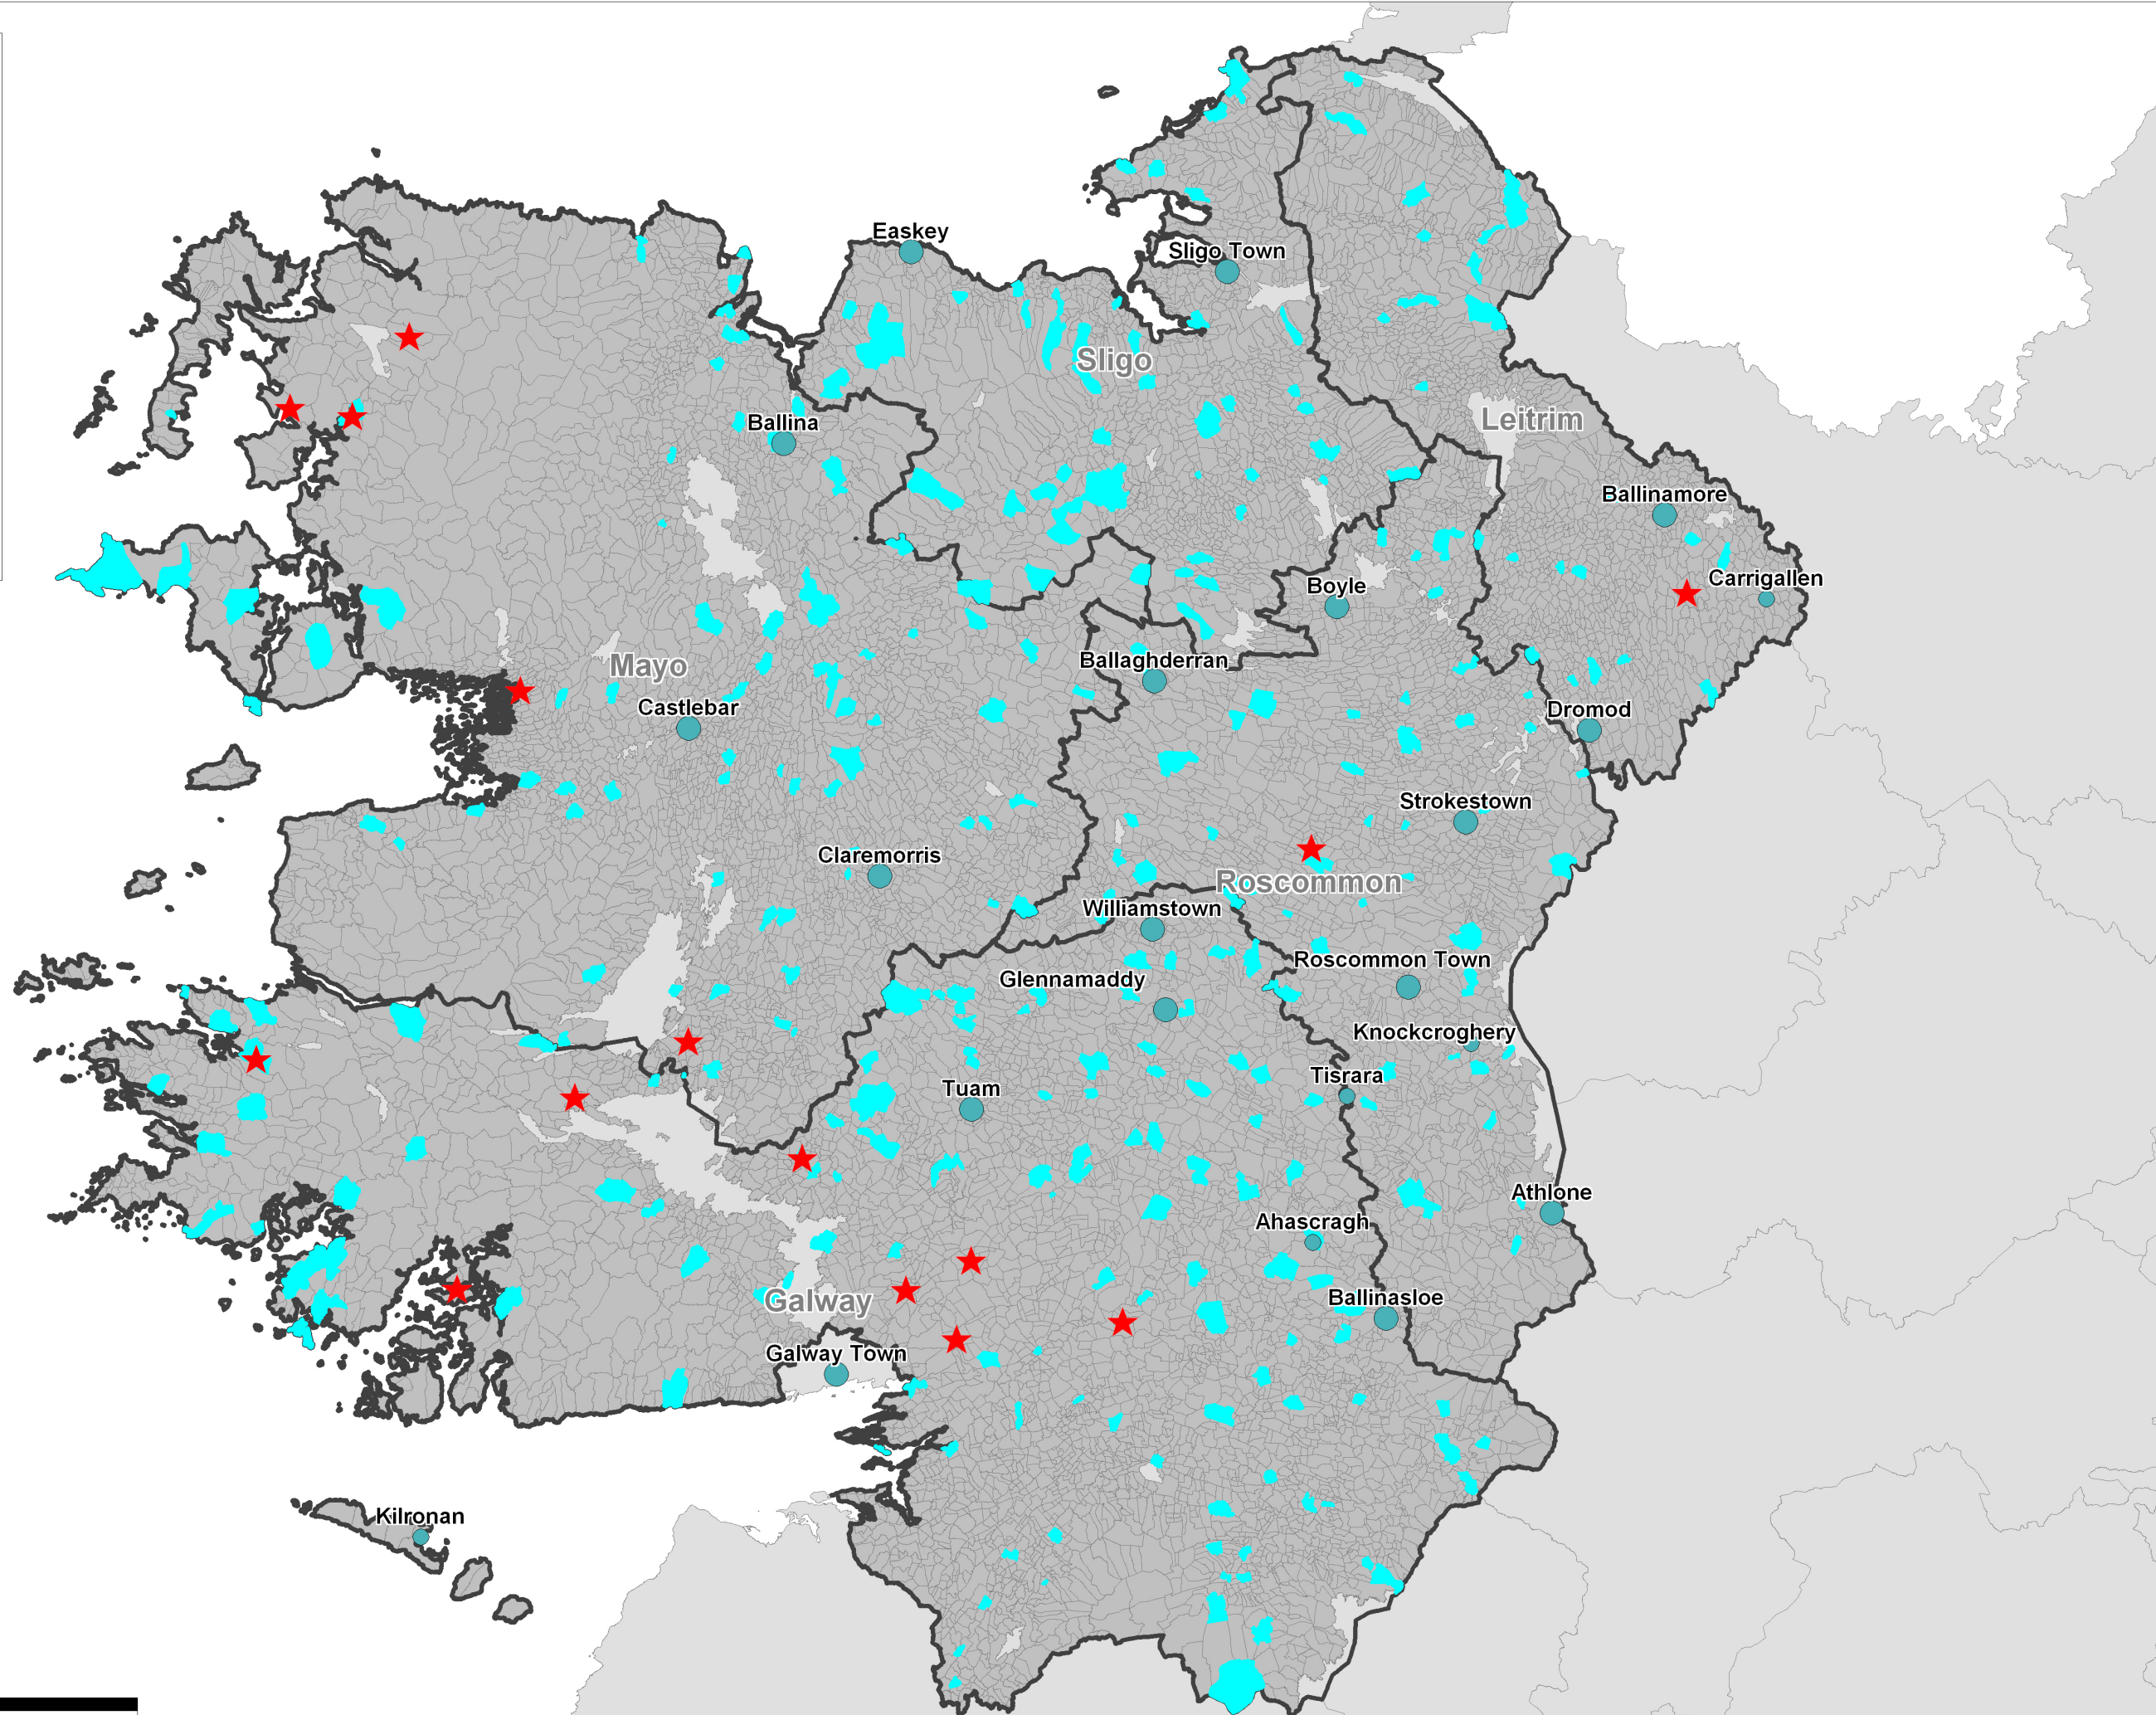 Easkey
Sligo Town
Sligo
Ballina
Leitrim
Ballinamore
Carrigallen
Boyle
Ballaghderran
Mayo
Castlebar
Dromod
Strokestown
Claremorris
Roscommon
Williamstown
Roscommon Town
Glennamaddy
Knockcroghery
Tisrara
Tuam
Athlone
Ahascragh
Ballinasloe
Galway
Galway Town
Kilronan